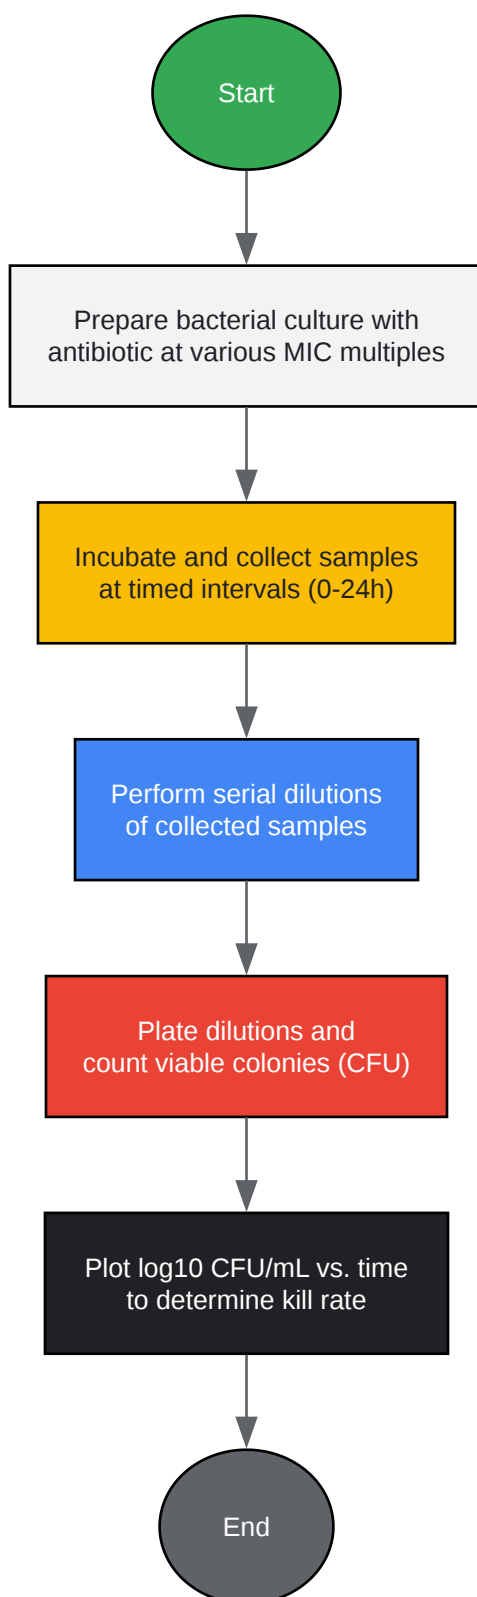 Start
Prepare bacterial culture with
antibiotic at various MIC multiples
Incubate and collect samples
at timed intervals (0-24h)
Perform serial dilutions
of collected samples
Plate dilutions and
count viable colonies (CFU)
Plot log10 CFU/mL vs. time
to determine kill rate
End